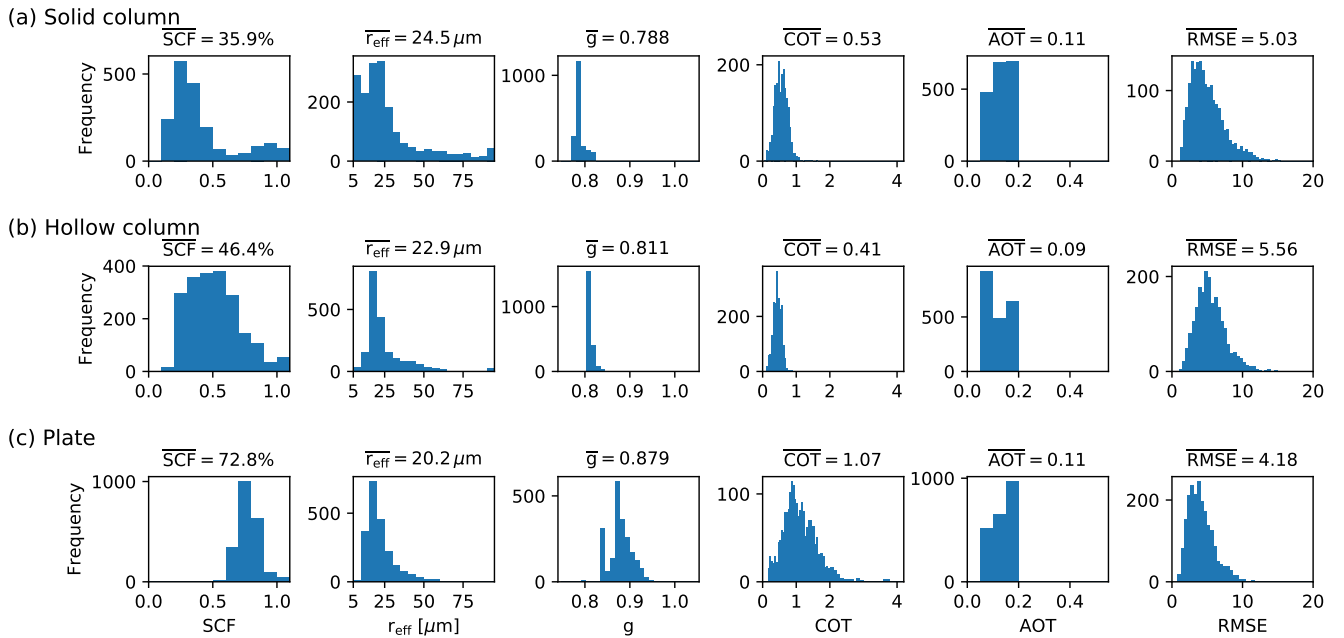 (a) Solid column
SCF = 35.9% r_eff = 24.5 μm g = 0.788 COT = 0.53 AOT = 0.11 RMSE = 5.03
Frequency
0 500
0.0 0.5 1.0
0 200
5 25 50 75
0 1000
0.8 0.9 1.0
0 100 200
0 2 4
1
0 500
0.0 0.2 0.4
0 100
0 10 20
(b) Hollow column
SCF = 46.4% r_eff = 22.9 μm g = 0.811 COT = 0.41 AOT = 0.09 RMSE = 5.56
Frequency
0 200 400
0.0 0.5 1.0
0 500
5 25 50 75
0 1000
0.8 0.9 1.0
0 200
0 1 2 4
0 500
0.0 0.2 0.4
0 100 200
0 10 20
(c) Plate
SCF = 72.8% r_eff = 20.2 μm g = 0.879 COT = 1.07 AOT = 0.11 RMSE = 4.18
Frequency
0 500 1000
0.0 0.5 1.0
SCF
0 500
5 25 50 75
r_eff [μm]
0 500
0.8 0.9 1.0
g
0 100
0 1 2 4
COT
0 500 1000
0.0 0.2 0.4
AOT
0 200
0 10 20
RMSE